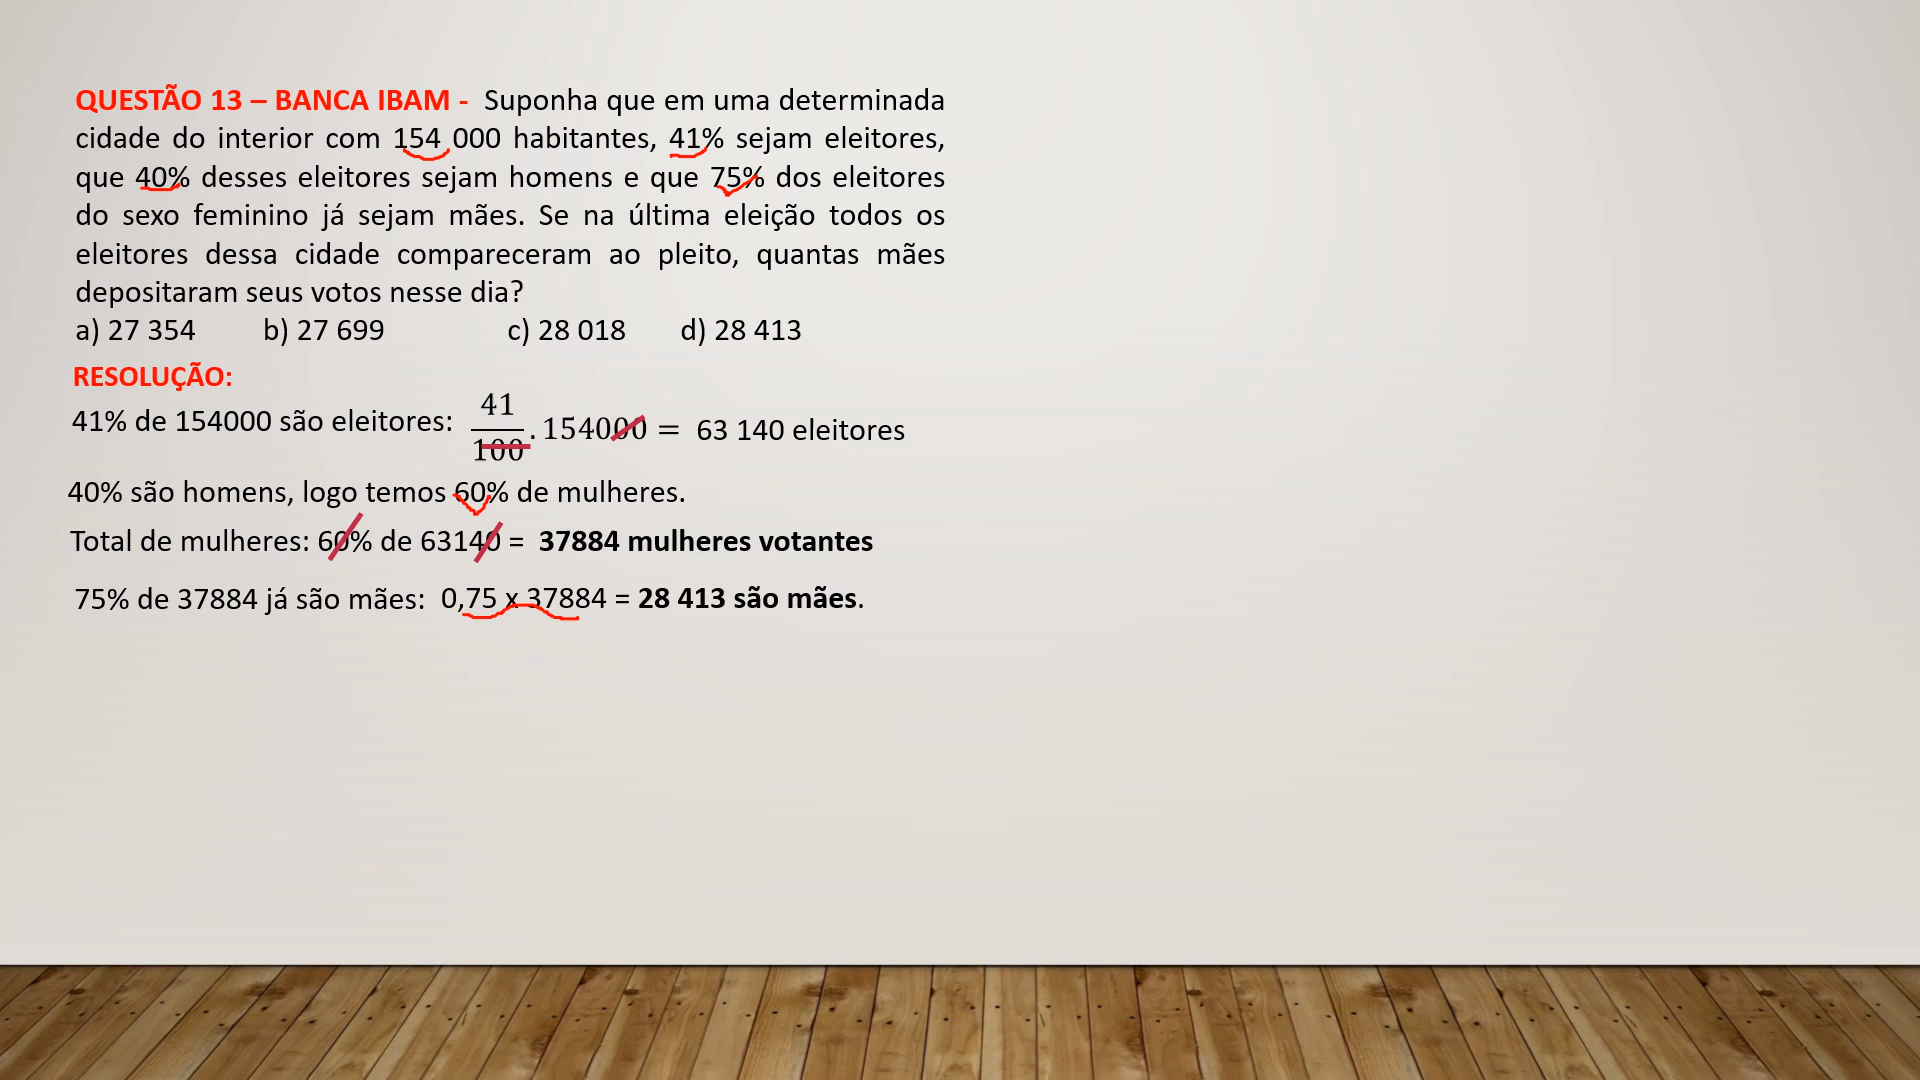 QUESTÃO 13 – BANCA IBAM - Suponha que em uma determinada
cidade do interior com 154 000 habitantes, 41% sejam eleitores,
que 40% desses eleitores sejam homens e que 75% dos eleitores
do sexo feminino já sejam mães. Se na última eleição todos os
eleitores dessa cidade compareceram ao pleito, quantas mães
depositaram seus votos nesse dia?
a) 27 354 b) 27 699 c) 28 018 d) 28 413
RESOLUÇÃO:
41% de 154000 são eleitores: 41/100 . 154000 = 63 140 eleitores
40% são homens, logo temos 60% de mulheres.
Total de mulheres: 60% de 63140 = 37884 mulheres votantes
75% de 37884 já são mães: 0,75 x 37884 = 28 413 são mães.